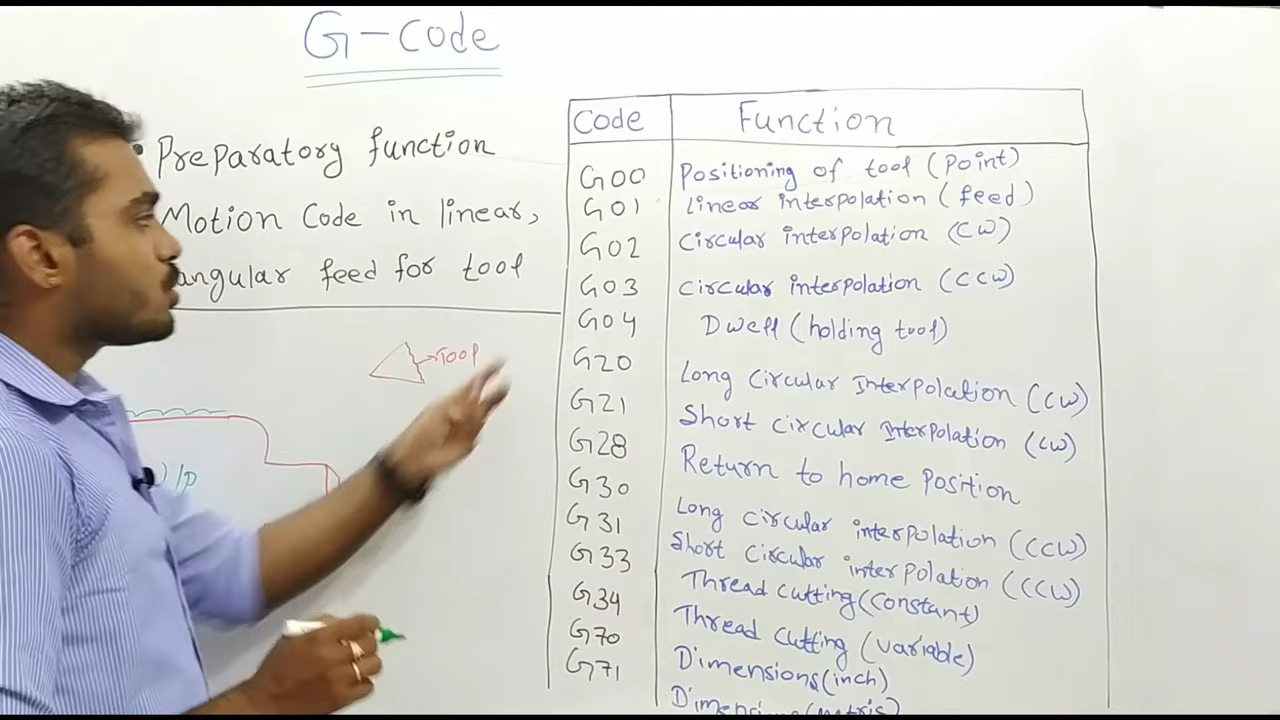 G-code
• Preparatory function
Motion Code in linear,
angular feed for tool
Tool
) /P
Code Function
G00 Positioning of tool (Point)
G01 Linear interpolation (feed)
G02 Circular interpolation (CW)
G03 Circular interpolation (CCW)
G04 Dwell (holding tool)
G20 Long Circular Interpolation (CW)
G21 Short circular Interpolation (CW)
G28 Return to home Position
G30 Long circular interpolation (CCW)
G31 Short circular interpolation (CCW)
G33 Thread cutting (constant)
G34 Thread cutting (variable)
G70 Dimensions (inch)
G71